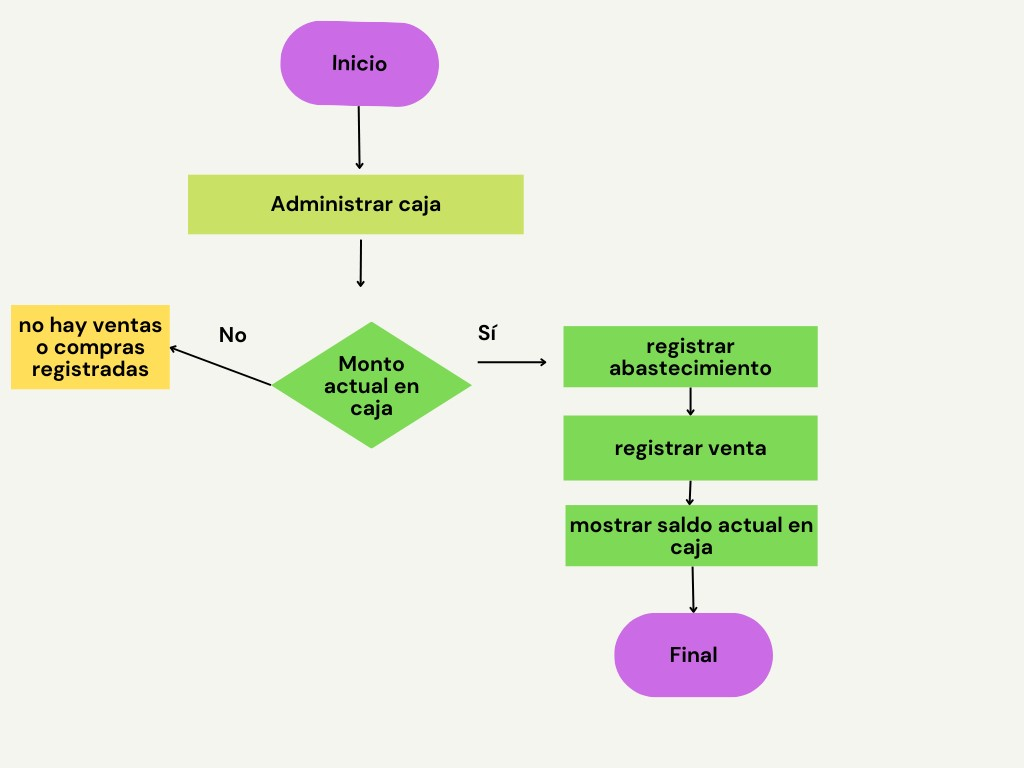 Inicio
Administrar caja
no hay ventas
o compras
registradas
No
Monto
actual en
caja
Sí
registrar
abastecimiento
registrar venta
mostrar saldo actual en
caja
Final